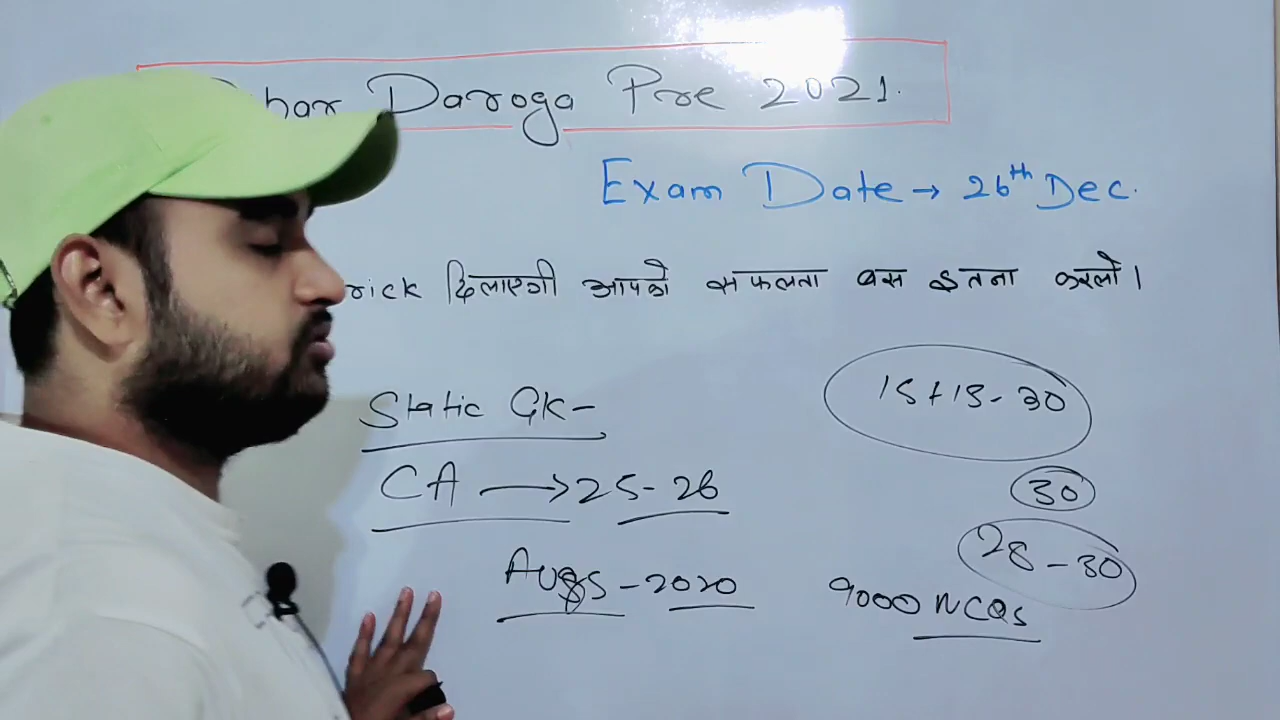 har Daroga Pre 2021.
Exam Date → 26th Dec.
rick दिलाएगी आपको सफलता बस इतना करलो।
Static GK-
15+15-30
CA → 25-26
30
28-30
Augs-2020
9000 MCQs